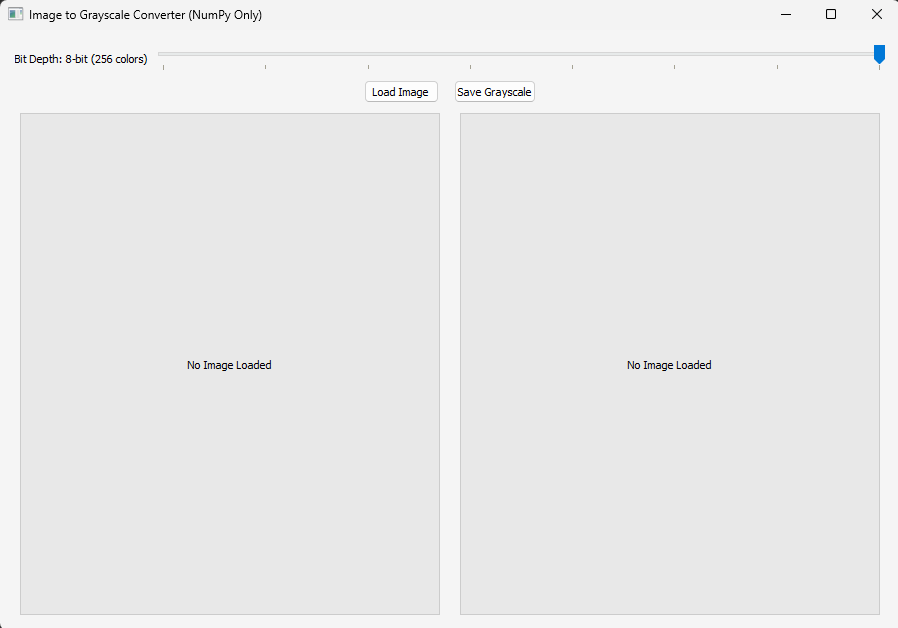 Image to Grayscale Converter (NumPy Only)
Bit Depth: 8-bit (256 colors)
Load Image
Save Grayscale
No Image Loaded
No Image Loaded